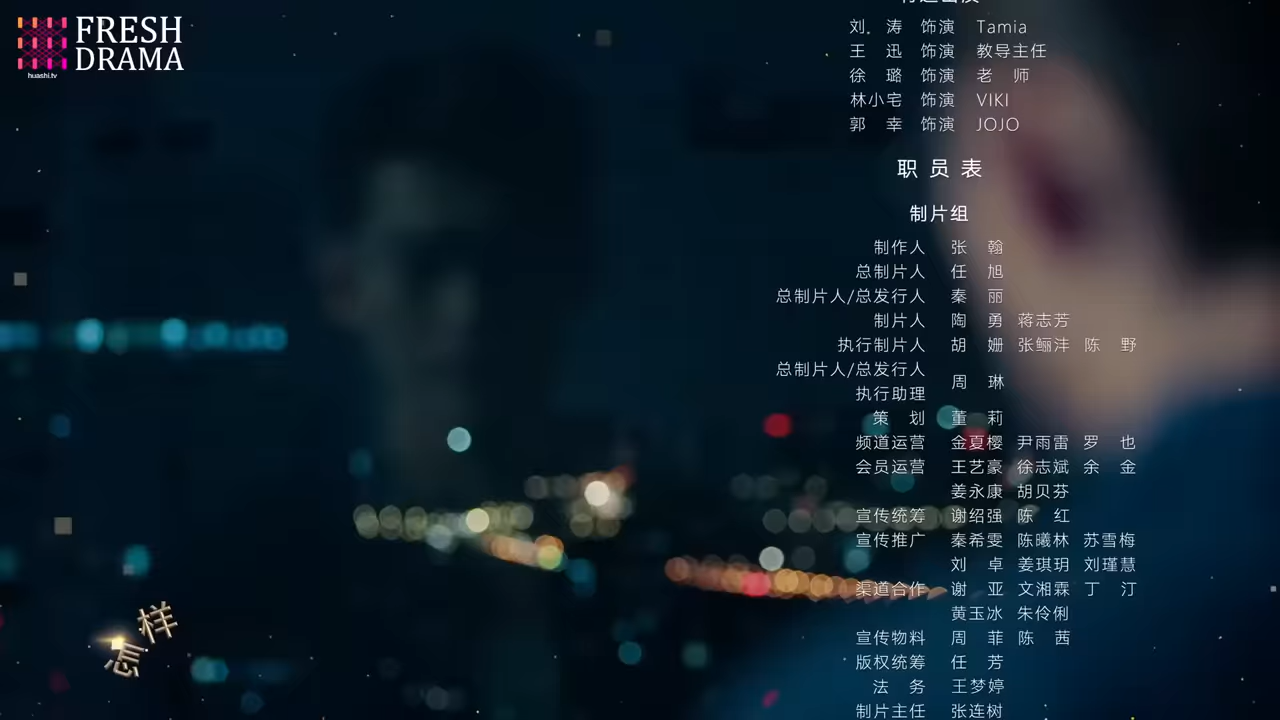 FRESH
DRAMA
huashi.tv
刘 涛 饰演 Tamia
王 迅 饰演 教导主任
徐 璐 饰演 老 师
林小宅 饰演 VIKI
郭 幸 饰演 JOJO
职员表
制片组
制作人 张 翰
总制片人 任 旭
总制片人/总发行人 秦 丽
制片人 陶 勇 蒋志芳
执行制片人 胡 姗 张鲡沣 陈 野
总制片人/总发行人
执行助理 周 琳
策 划 董 莉
频道运营 金夏樱 尹雨雷 罗 也
会员运营 王艺豪 徐志斌 余 金
姜永康 胡贝芬
宣传统筹 谢绍强 陈 红
宣传推广 秦希雯 陈曦林 苏雪梅
刘 卓 姜琪玥 刘瑾慧
渠道合作 谢 亚 文湘霖 丁 汀
黄玉冰 朱伶俐
宣传物料 周 菲 陈 茜
版权统筹 任 芳
法 务 王梦婷
制片主任 张连树
怎样